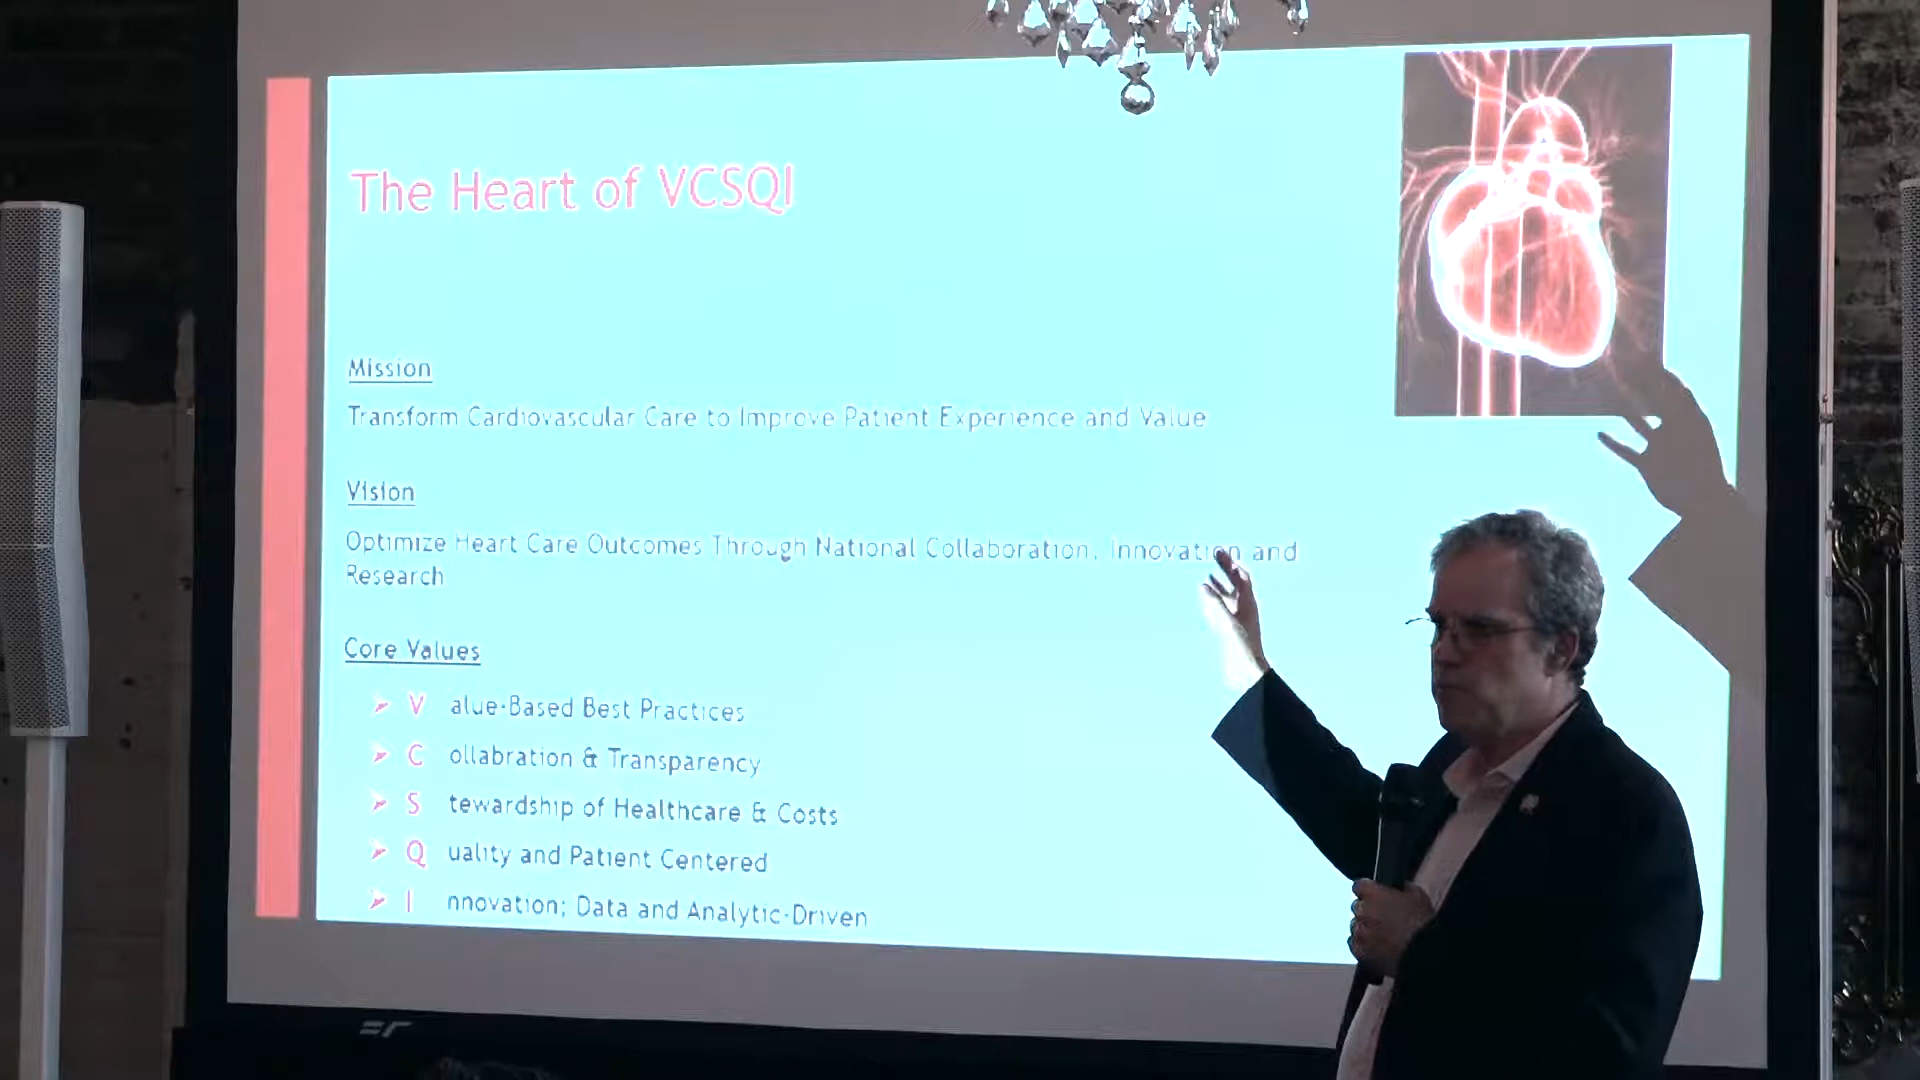 The Heart of VCSQI
Mission
Transform Cardiovascular Care to Improve Patient Experience and Value
Vision
Optimize Heart Care Outcomes Through National Collaboration, Innovation and
Research
Core Values
V alue-Based Best Practices
C ollabration & Transparency
S tewardship of Healthcare & Costs
Q uality and Patient Centered
I nnovation; Data and Analytic-Driven